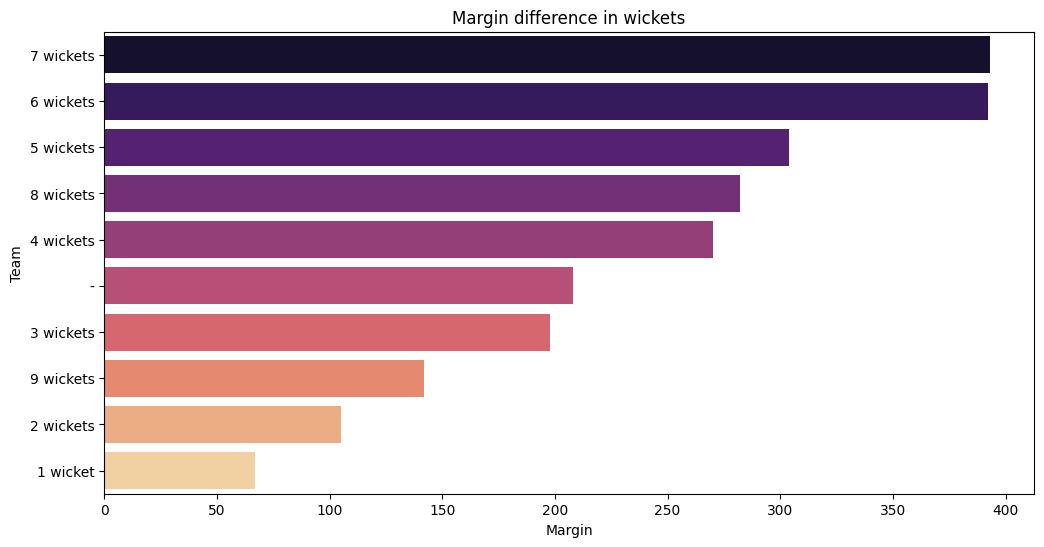 Margin difference in wickets
Team
7 wickets
6 wickets
5 wickets
8 wickets
4 wickets
-
3 wickets
9 wickets
2 wickets
1 wicket
0 50 100 150 200 250 300 350 400
Margin